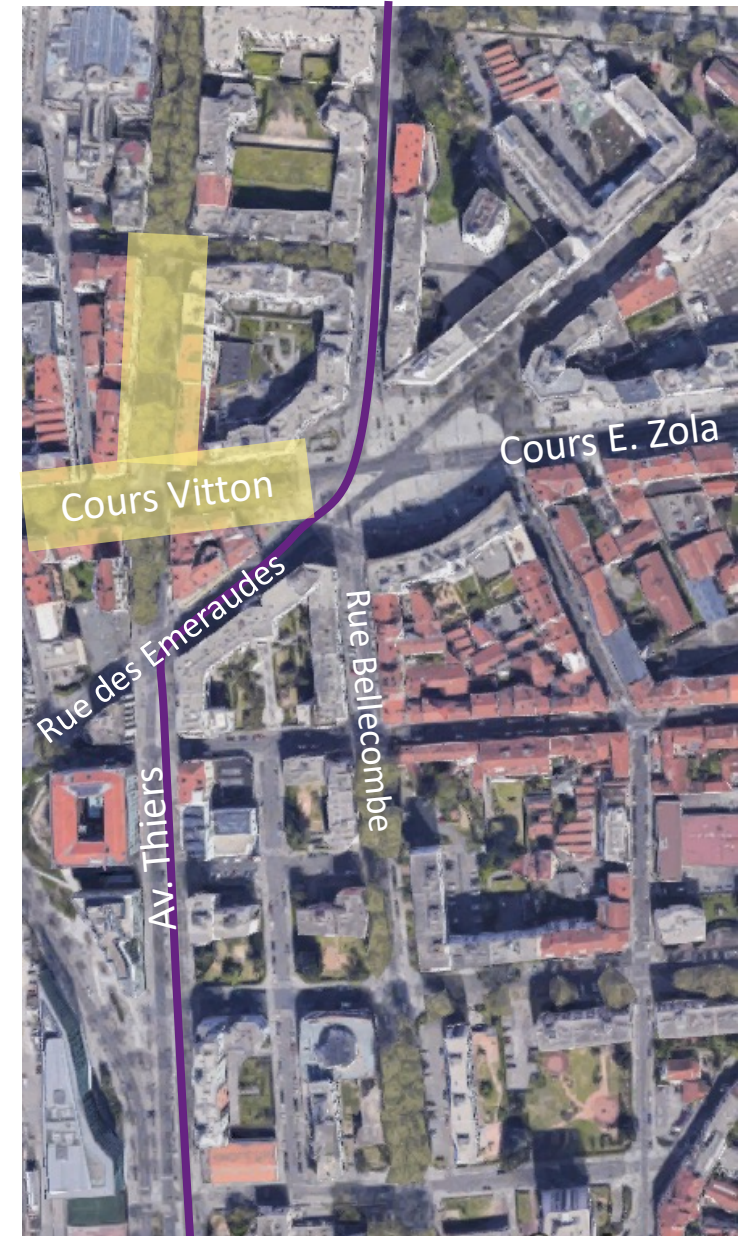 Cours E. Zola
Cours Vitton
Rue des Emeraudes
Rue Bellecombe
Av. Thiers